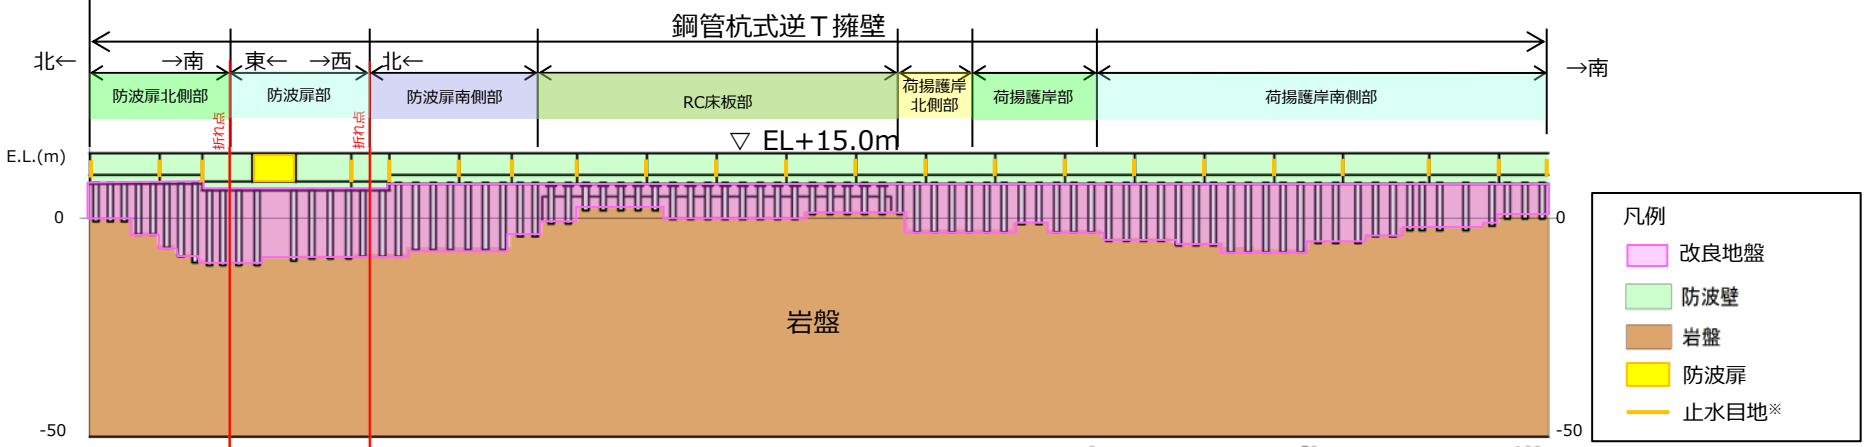 鋼管杭式逆Ｔ擁壁
北← →南 東← →西 北← →南
防波扉北側部 防波扉部 防波扉南側部 RC床板部 荷揚護岸北側部 荷揚護岸部 荷揚護岸南側部
折れ点 折れ点
▽ EL+15.0m
E.L.(m)
0 0
岩盤
-50 -50
凡例
改良地盤
防波壁
岩盤
防波扉
止水目地※